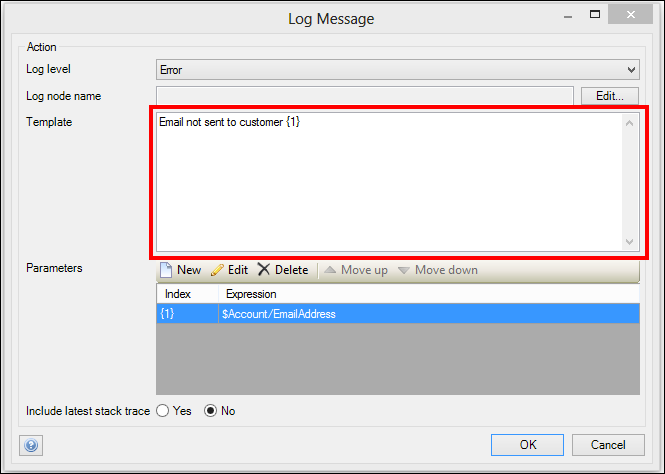 Log Message
Action
Log level Error
Log node name Edit...
Template Email not sent to customer {1}
Parameters New Edit Delete Move up Move down
Index Expression
{1} $Account/EmailAddress
Include latest stack trace Yes No
? OK Cancel